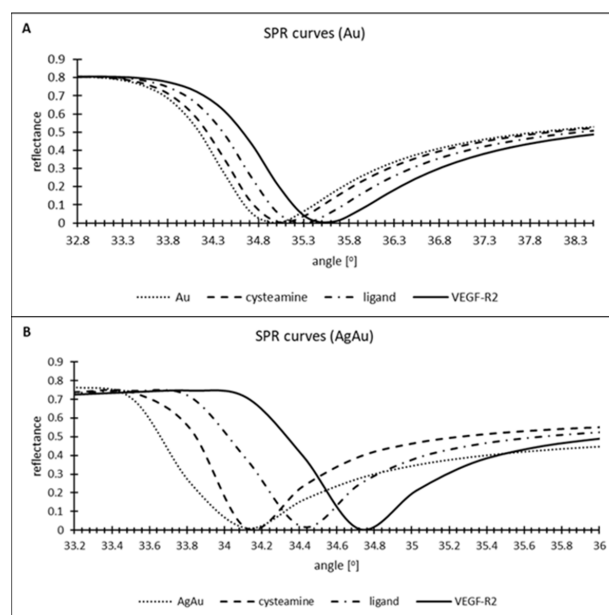 A
SPR curves (Au)
0.9
0.8
0.7
0.6
0.5
0.4
0.3
0.2
0.1
0
reflectance
32.8 33.3 33.8 34.3 34.8 35.3 35.8 36.3 36.8 37.3 37.8 38.3
angle [°]
Au cysteamine ligand VEGF-R2
B
SPR curves (AgAu)
0.9
0.8
0.7
0.6
0.5
0.4
0.3
0.2
0.1
0
reflectance
33.2 33.4 33.6 33.8 34 34.2 34.4 34.6 34.8 35 35.2 35.4 35.6 35.8 36
angle [°]
AgAu cysteamine ligand VEGF-R2